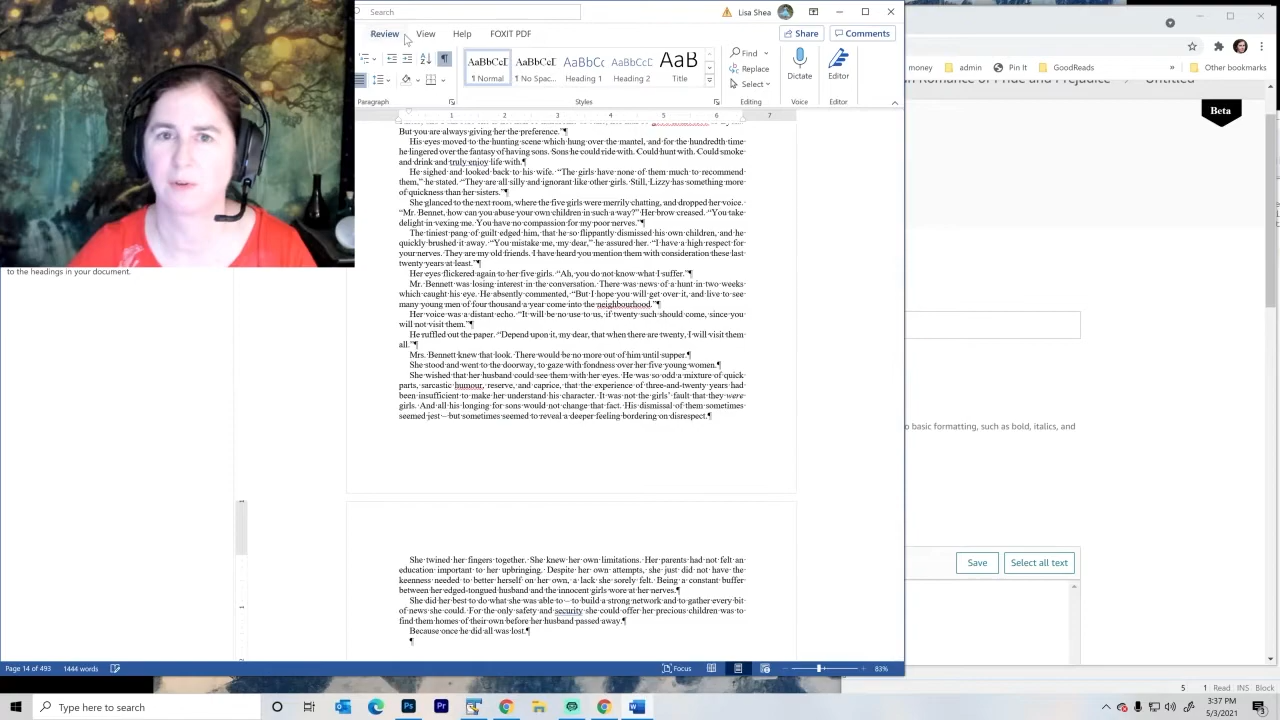 Search
Lisa Shea
Review View Help FOXIT PDF
Share Comments
AaBbCcI AaBbCcI AaBbCc AaBbCcD AaB
¶ Normal ¶ No Spac... Heading 1 Heading 2 Title
Find
Replace
Select
Dictate
Editor
Paragraph Styles Editing Voice Editor
1 2 3 4 5 6 7
But you are always giving her the preference."¶
His eyes moved to the hunting scene which hung over the mantel, and for the hundredth time
he lingered over the fantasy of having sons. Sons he could ride with. Could hunt with. Could smoke
and drink and truly enjoy life with.¶
He sighed and looked back to his wife. "The girls have none of them much to recommend
them," he stated. "They are all silly and ignorant like other girls. Still, Lizzy has something more
of quickness than her sisters."¶
She glanced to the next room, where the five girls were merrily chatting, and dropped her voice.
"Mr. Bennet, how can you abuse your own children in such a way?" Her brow creased. "You take
delight in vexing me. You have no compassion for my poor nerves."¶
The tiniest pang of guilt edged him, that he so flippantly dismissed his own children, and he
quickly brushed it away. "You mistake me, my dear," he assured her. "I have a high respect for
your nerves. They are my old friends. I have heard you mention them with consideration these last
twenty years at least."¶
Her eyes flickered again to her five girls. "Ah, you do not know what I suffer."¶
Mr. Bennett was losing interest in the conversation. There was news of a hunt in two weeks
which caught his eye. He absently commented, "But I hope you will get over it, and live to see
many young men of four thousand a year come into the neighbourhood."¶
Her voice was a distant echo. "It will be no use to us, if twenty such should come, since you
will not visit them."¶
He ruffled out the paper. "Depend upon it, my dear, that when there are twenty, I will visit them
all."¶
Mrs. Bennett knew that look. There would be no more out of him until supper.¶
She stood and went to the doorway, to gaze with fondness over her five young women.¶
She wished that her husband could see them with her eyes. He was so odd a mixture of quick
parts, sarcastic humour, reserve, and caprice, that the experience of three-and-twenty years had
been insufficient to make her understand his character. It was not the girls' fault that they were
girls. And all his longing for sons would not change that fact. His dismissal of them sometimes
seemed jest – but sometimes seemed to reveal a deeper feeling bordering on disrespect.¶
She twined her fingers together. She knew her own limitations. Her parents had not felt an
education important to her upbringing. Despite her own attempts, she just did not have the
keenness needed to better herself on her own, a lack she sorely felt. Being a constant buffer
between her edged-tongued husband and the innocent girls wore at her nerves.¶
She did her best to do what she was able to – to build a strong network and to gather every bit
of news she could. For the only safety and security she could offer her precious children was to
find them homes of their own before her husband passed away.¶
Because once he did all was lost.¶
¶
to the headings in your document.
Page 14 of 493 1444 words
Focus
83%
money admin Pin It GoodReads » Other bookmarks
Romance of Pride and Prejudice
Untitled
Beta
o basic formatting, such as bold, italics, and
Save Select all text
5 1 Read INS Block
Type here to search
3:37 PM
5/3/2021